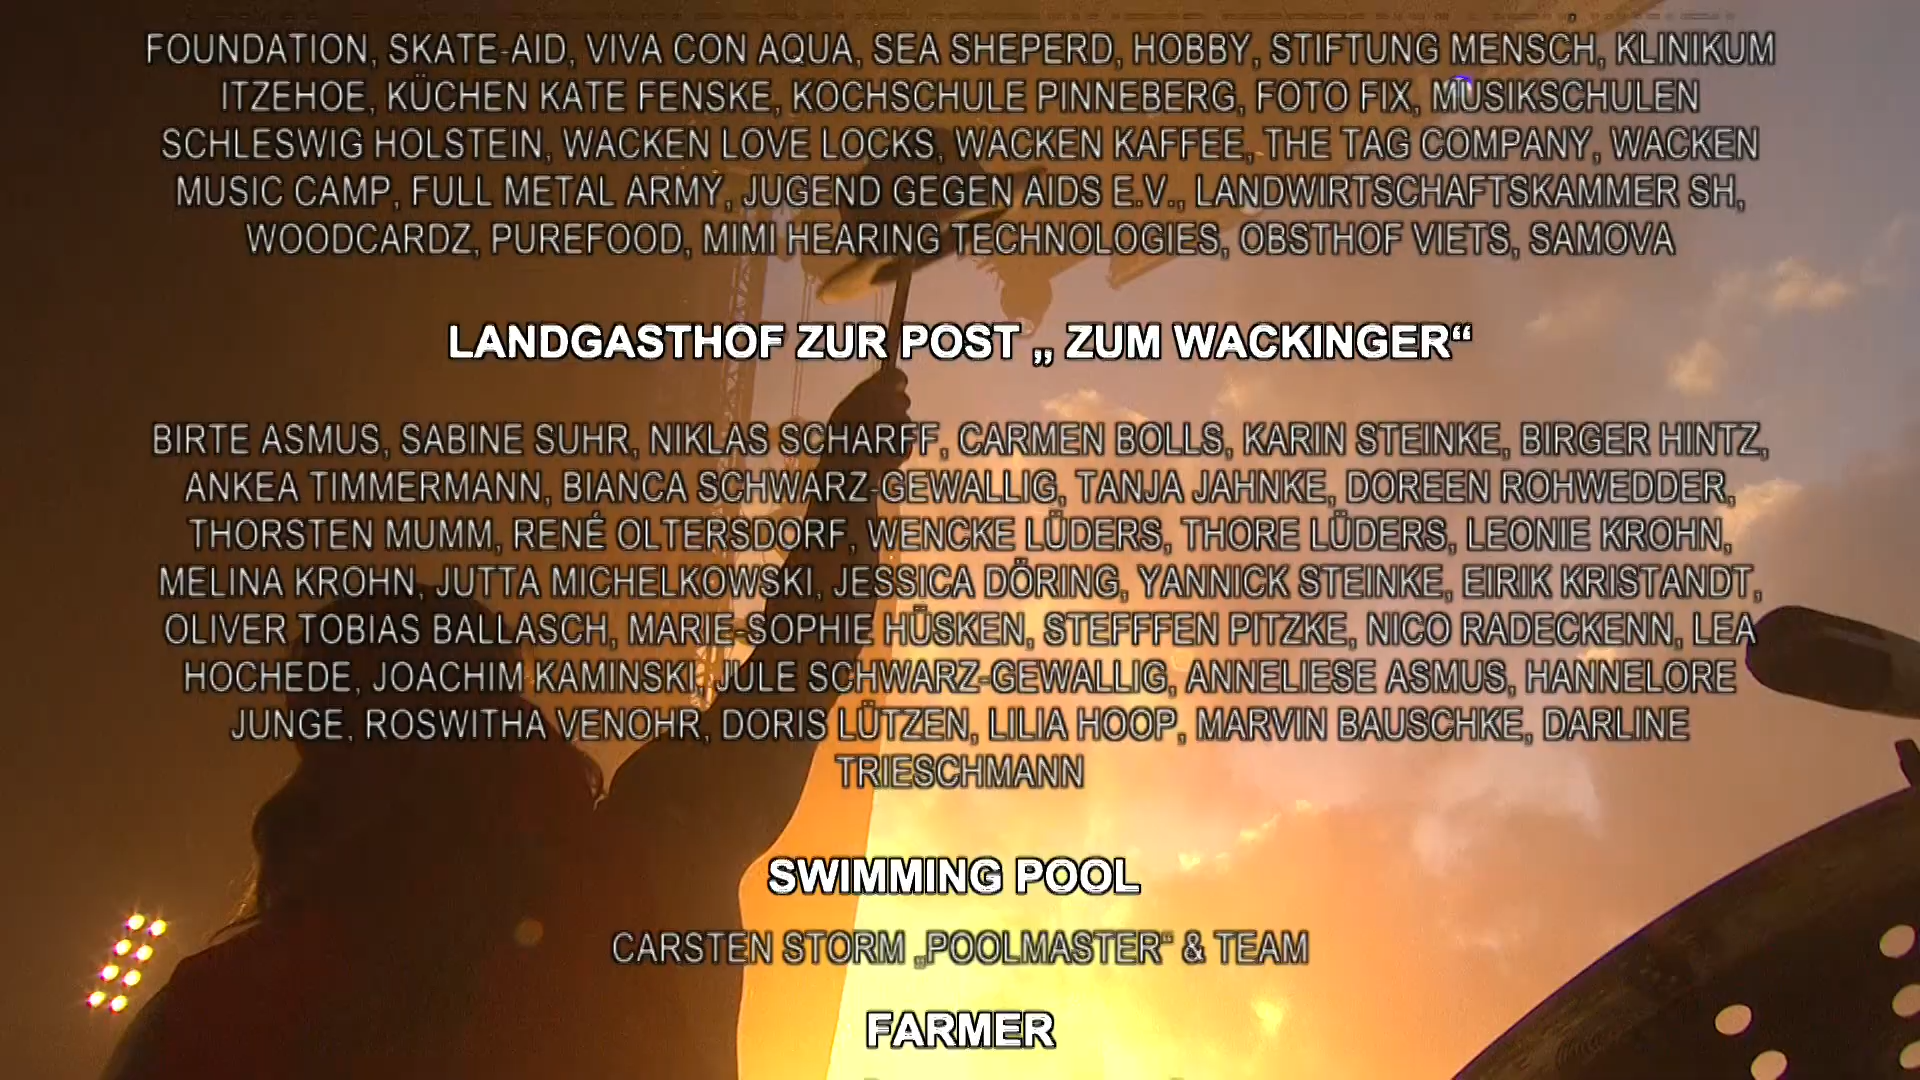 FOUNDATION, SKATE-AID, VIVA CON AQUA, SEA SHEPERD, HOBBY, STIFTUNG MENSCH, KLINIKUM
ITZEHOE, KÜCHEN KATE FENSKE, KOCHSCHULE PINNEBERG, FOTO FIX, MUSIKSCHULEN
SCHLESWIG HOLSTEIN, WACKEN LOVE LOCKS, WACKEN KAFFEE, THE TAG COMPANY, WACKEN
MUSIC CAMP, FULL METAL ARMY, JUGEND GEGEN AIDS E.V., LANDWIRTSCHAFTSKAMMER SH,
WOODCARDZ, PUREFOOD, MIMI HEARING TECHNOLOGIES, OBSTHOF VIETS, SAMOVA
LANDGASTHOF ZUR POST „ ZUM WACKINGER“
BIRTE ASMUS, SABINE SUHR, NIKLAS SCHARFF, CARMEN BOLLS, KARIN STEINKE, BIRGER HINTZ,
ANKEA TIMMERMANN, BIANCA SCHWARZ-GEWALLIG, TANJA JAHNKE, DOREEN ROHWEDDER,
THORSTEN MUMM, RENÉ OLTERSDORF, WENCKE LÜDERS, THORE LÜDERS, LEONIE KROHN,
MELINA KROHN, JUTTA MICHELKOWSKI, JESSICA DÖRING, YANNICK STEINKE, EIRIK KRISTANDT,
OLIVER TOBIAS BALLASCH, MARIE-SOPHIE HÜSKEN, STEFFFEN PITZKE, NICO RADECKENN, LEA
HOCHEDE, JOACHIM KAMINSKI, JULE SCHWARZ-GEWALLIG, ANNELIESE ASMUS, HANNELORE
JUNGE, ROSWITHA VENOHR, DORIS LÜTZEN, LILIA HOOP, MARVIN BAUSCHKE, DARLINE
TRIESCHMANN
SWIMMING POOL
CARSTEN STORM „POOLMASTER“ & TEAM
FARMER